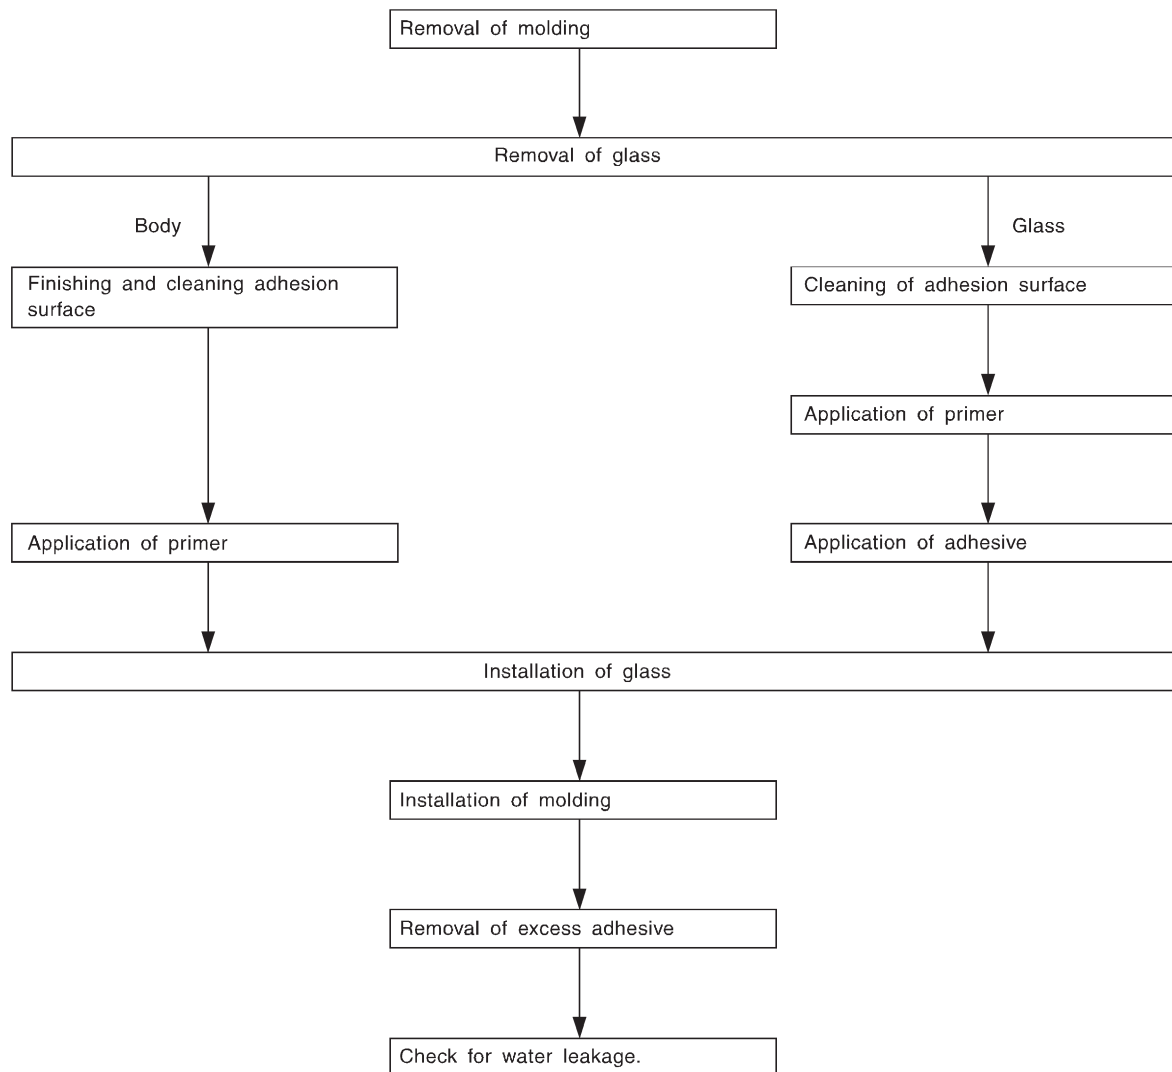 Removal of molding
Removal of glass
Body
Glass
Finishing and cleaning adhesion
surface
Cleaning of adhesion surface
Application of primer
Application of primer
Application of adhesive
Installation of glass
Installation of molding
Removal of excess adhesive
Check for water leakage.